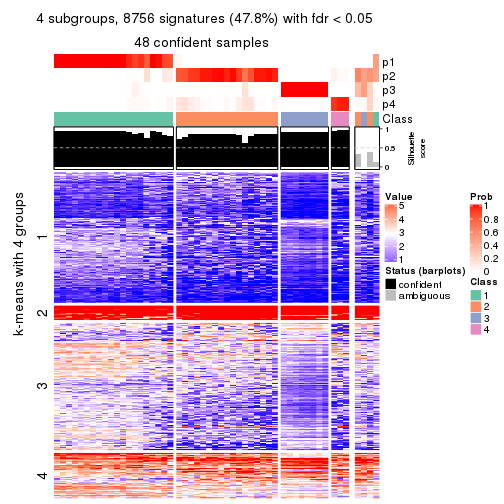 4 subgroups, 8756 signatures (47.8%) with fdr < 0.05
48 confident samples
p1
p2
p3
p4
Class
1
0.5
0
Silhouette
score
k-means with 4 groups
1
2
3
4
Value
5
4
3
2
1
Status (barplots)
confident
ambiguous
Prob
1
0.8
0.6
0.4
0.2
0
Class
1
2
3
4